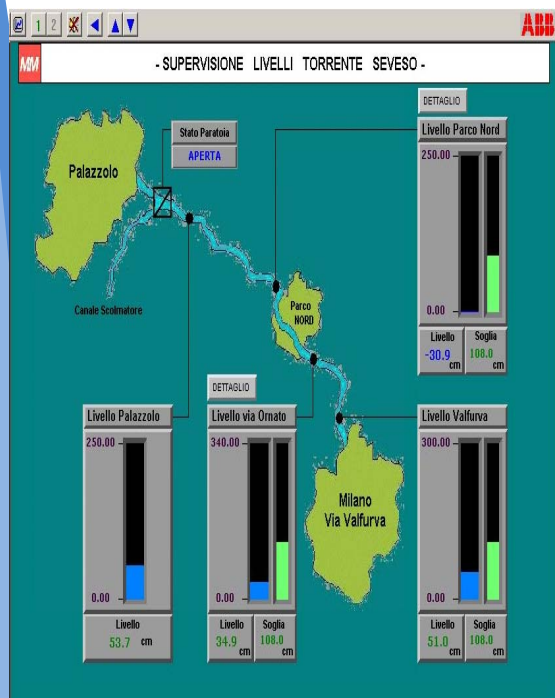 1 2
ABB
MM
- SUPERVISIONE LIVELLI TORRENTE SEVESO -
DETTAGLIO
Stato Paratoia
APERTA
Livello Parco Nord
250.00
0.00
Livello Soglia
-30.9 cm 108.0 cm
Palazzolo
Canale Scolmatore
Parco
NORD
DETTAGLIO
Livello Palazzolo
250.00
0.00
Livello
53.7 cm
Livello via Ornato
340.00
0.00
Livello Soglia
34.9 cm 108.0 cm
Milano
Via Valfurva
Livello Valfurva
300.00
0.00
Livello Soglia
51.0 cm 108.0 cm